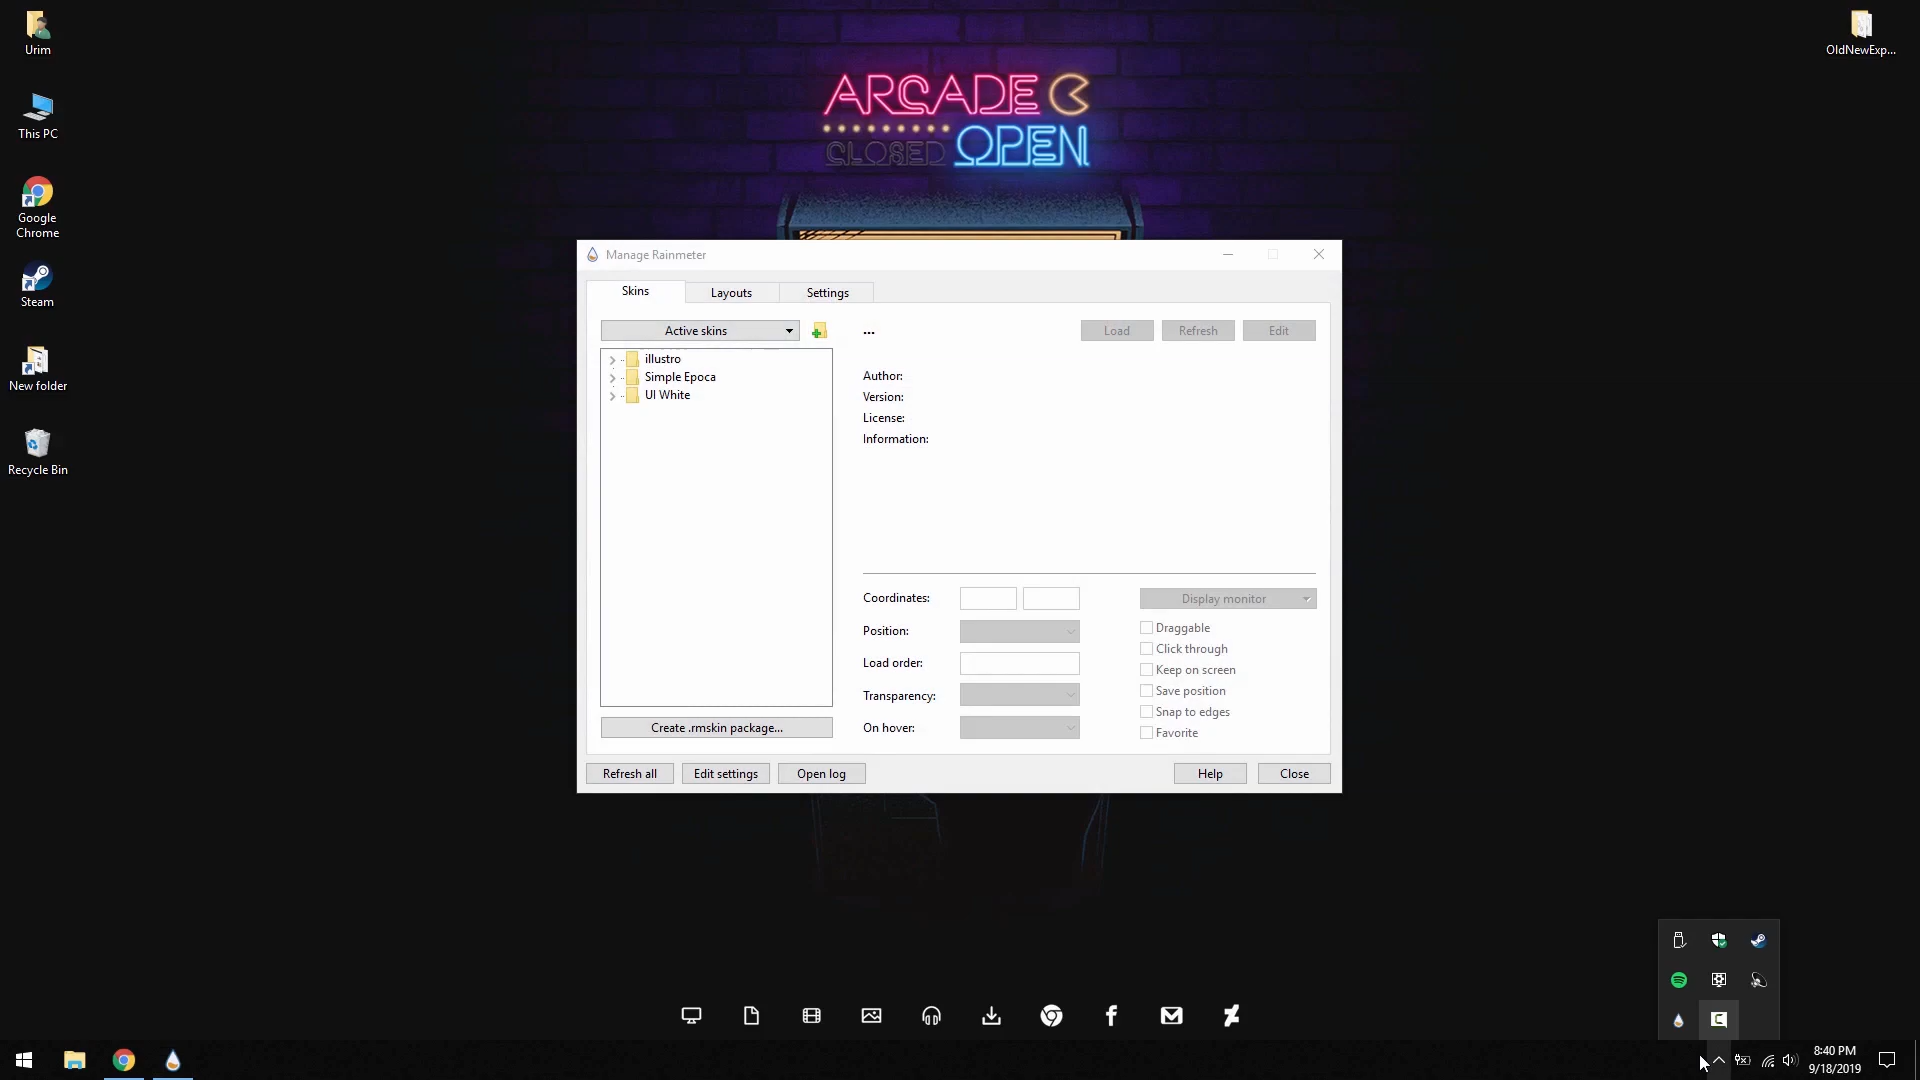 Urim
This PC
Google
Chrome
Steam
New folder
Recycle Bin
OldNewExp...
ARCADE
CLOSED OPEN
Manage Rainmeter
Skins
Layouts
Settings
Active skins
...
Load
Refresh
Edit
illustro
Simple Epoca
UI White
Author:
Version:
License:
Information:
Coordinates:
Display monitor
Position:
Draggable
Click through
Load order:
Keep on screen
Transparency:
Save position
Snap to edges
On hover:
Favorite
Create .rmskin package...
Refresh all
Edit settings
Open log
Help
Close
8:40 PM
9/18/2019